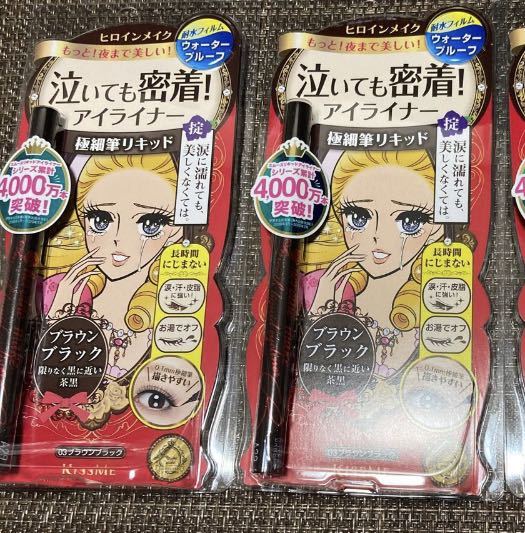 ヒロインメイク
もっと!夜まで美しい!
耐水フィルム
ウォーター
プルーフ
泣いても密着!
アイライナー
極細筆リキッド
掟
涙に濡れても、
美しくなくては。
シリーズ累計
4000万本
突破!
長時間
にじまない
涙・汗・皮脂
に強い!
お湯でオフ
ブラウン
ブラック
限りなく黒に近い
茶黒
0.1mm極細筆
描きやすい
03ブラウンブラック
KISSME
ヒロインメイク
もっと!夜まで美しい!
耐水フィルム
ウォーター
プルーフ
泣いても密着!
アイライナー
極細筆リキッド
掟
涙に濡れても、
美しくなくては。
シリーズ累計
4000万本
突破!
長時間
にじまない
涙・汗・皮脂
に強い!
お湯でオフ
ブラウン
ブラック
限りなく黒に近い
茶黒
0.1mm極細筆
描きやすい
03ブラウンブラック
KISSME